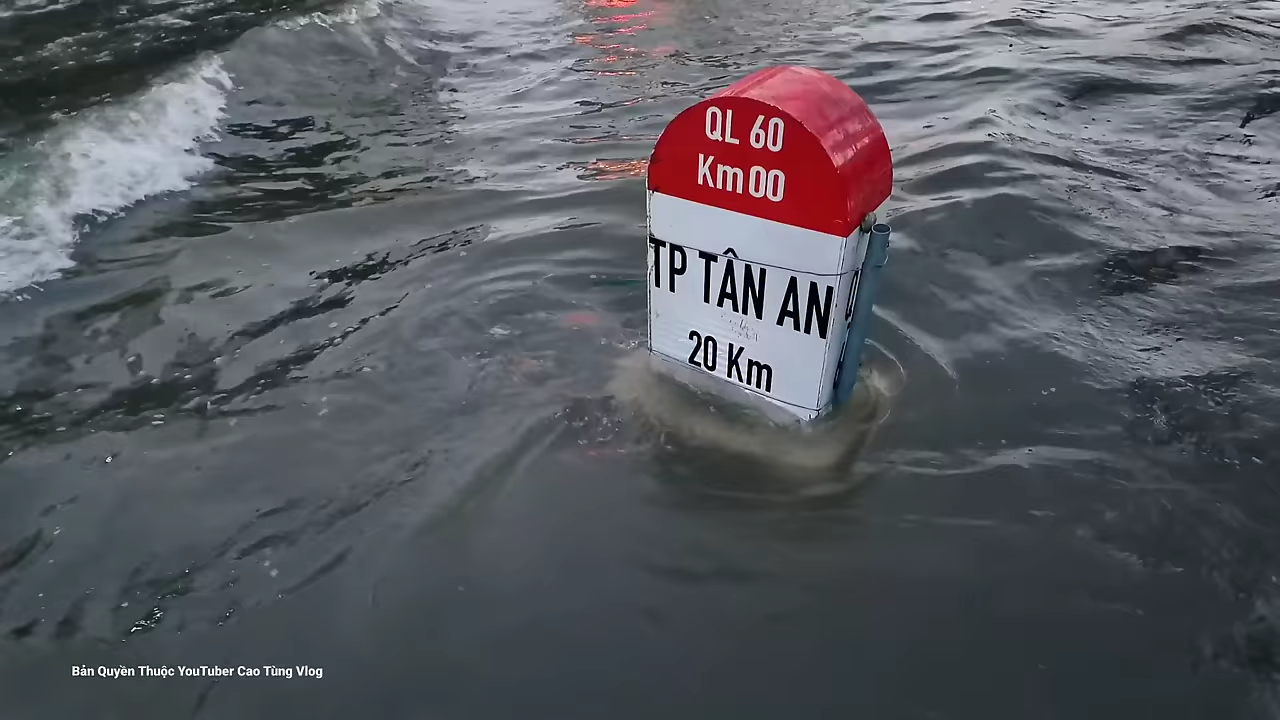 QL 60
Km 00
TP TÂN AN
20 Km
Bản Quyền Thuộc YouTuber Cao Tùng Vlog